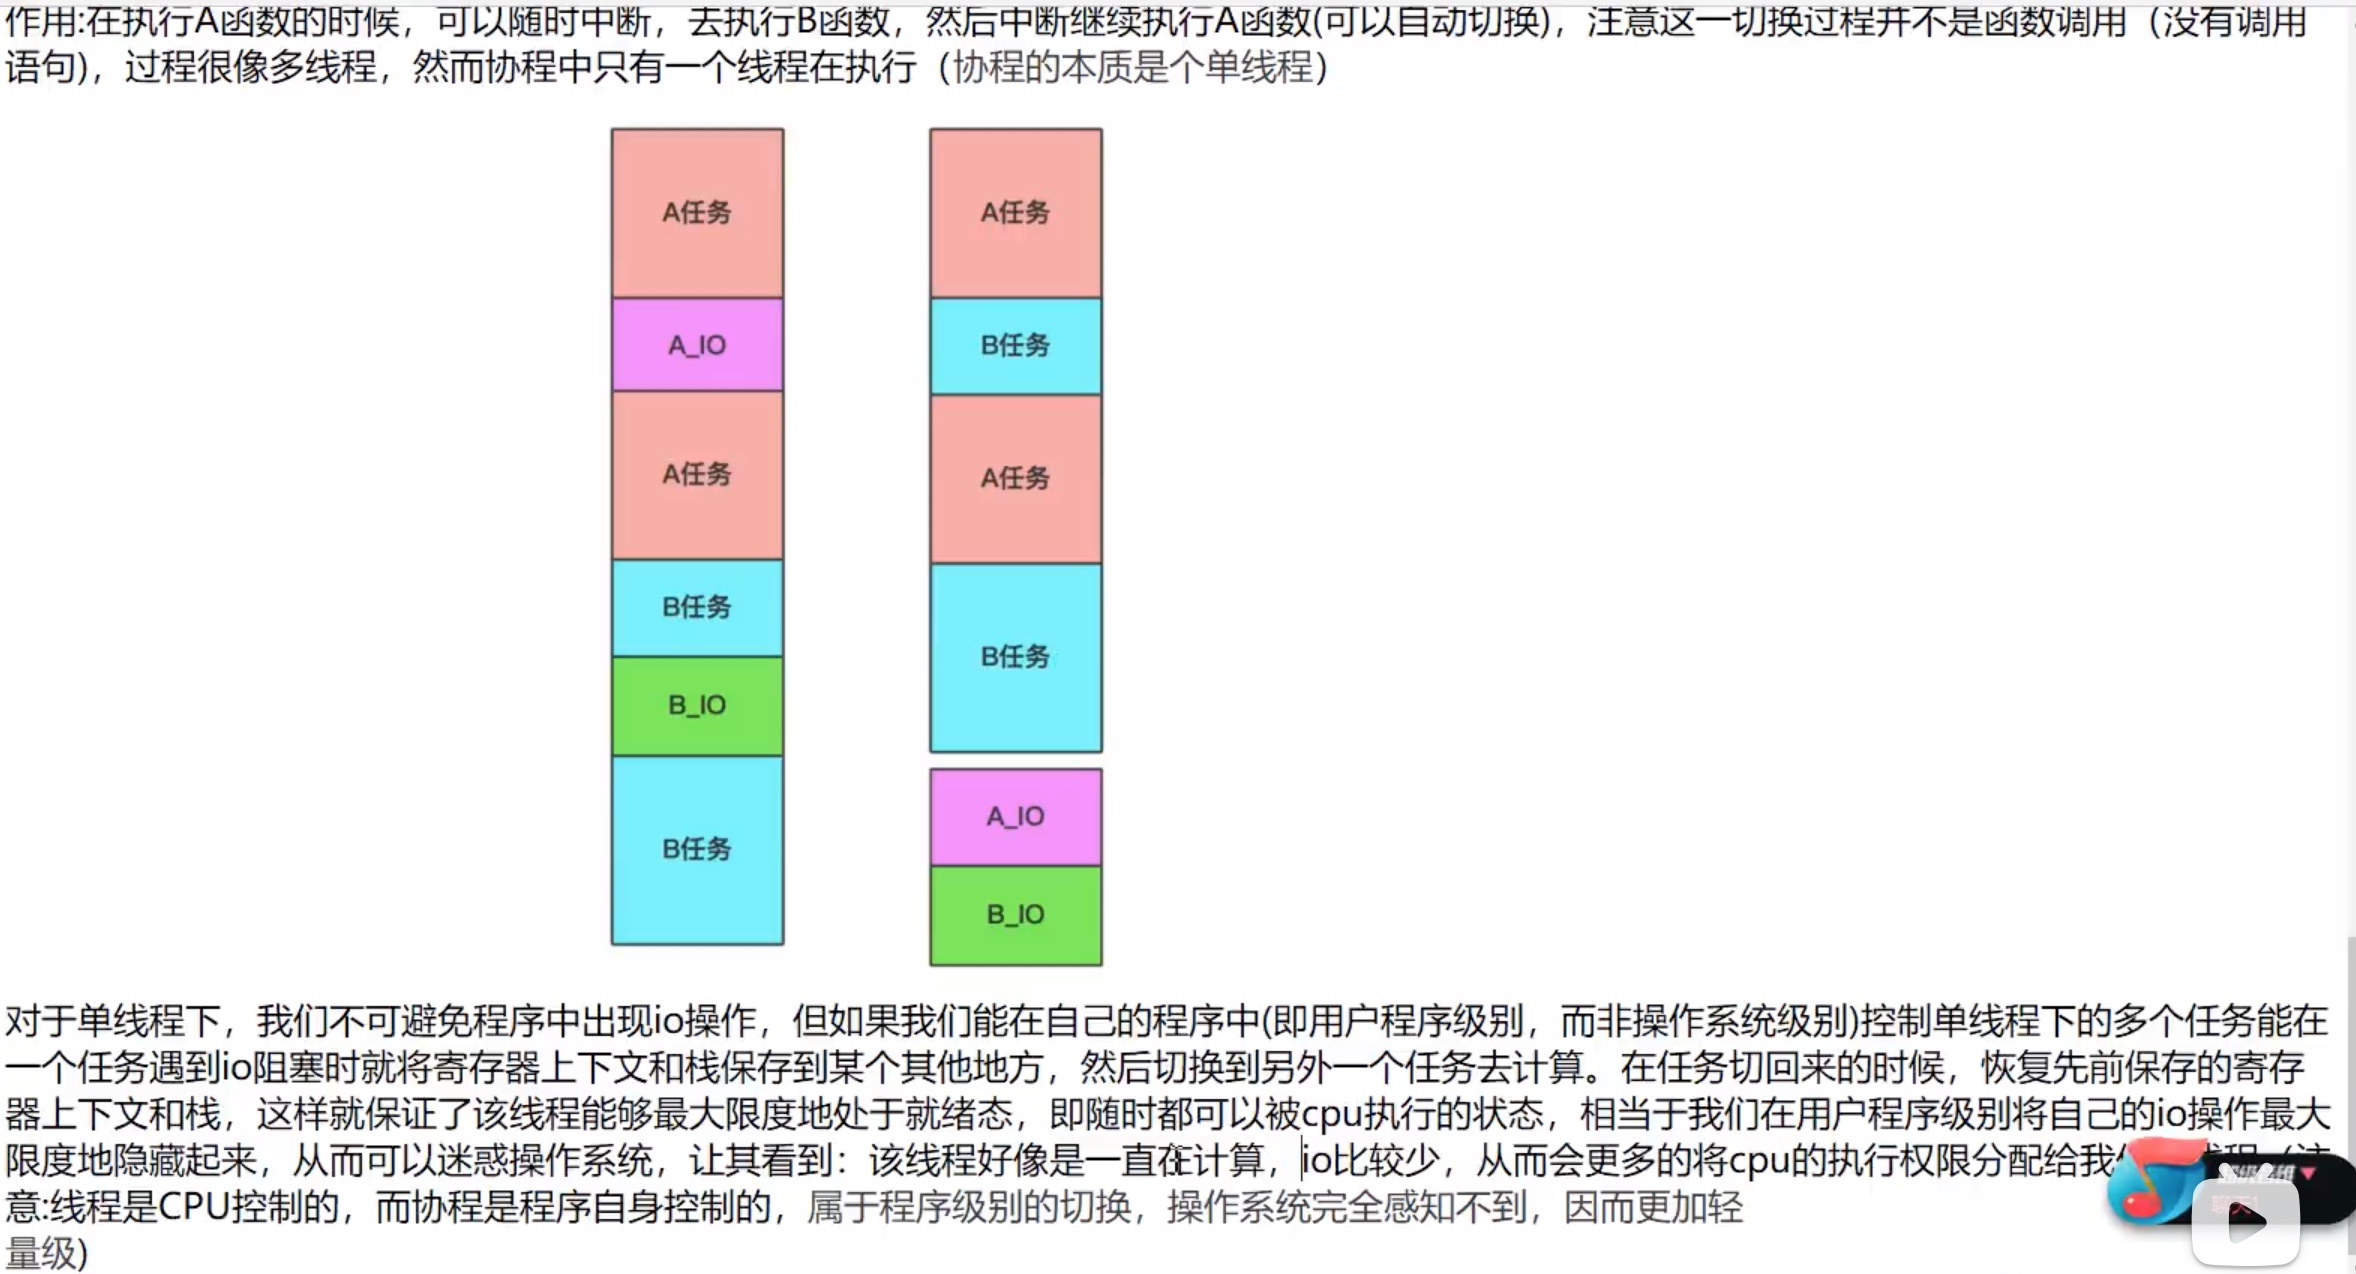 作用:在执行A函数的时候，可以随时中断，去执行B函数，然后中断继续执行A函数(可以自动切换)，注意这一切换过程并不是函数调用（没有调用
语句)，过程很像多线程，然而协程中只有一个线程在执行（协程的本质是个单线程）
A任务
A_IO
A任务
B任务
B_IO
B任务
A任务
B任务
A任务
B任务
A_IO
B_IO
对于单线程下，我们不可避免程序中出现io操作，但如果我们能在自己的程序中(即用户程序级别，而非操作系统级别)控制单线程下的多个任务能在
一个任务遇到io阻塞时就将寄存器上下文和栈保存到某个其他地方，然后切换到另外一个任务去计算。在任务切回来的时候，恢复先前保存的寄存
器上下文和栈，这样就保证了该线程能够最大限度地处于就绪态，即随时都可以被cpu执行的状态，相当于我们在用户程序级别将自己的io操作最大
限度地隐藏起来，从而可以迷惑操作系统，让其看到：该线程好像是一直在计算，io比较少，从而会更多的将cpu的执行权限分配给我
意:线程是CPU控制的，而协程是程序自身控制的，属于程序级别的切换，操作系统完全感知不到，因而更加轻
量级)